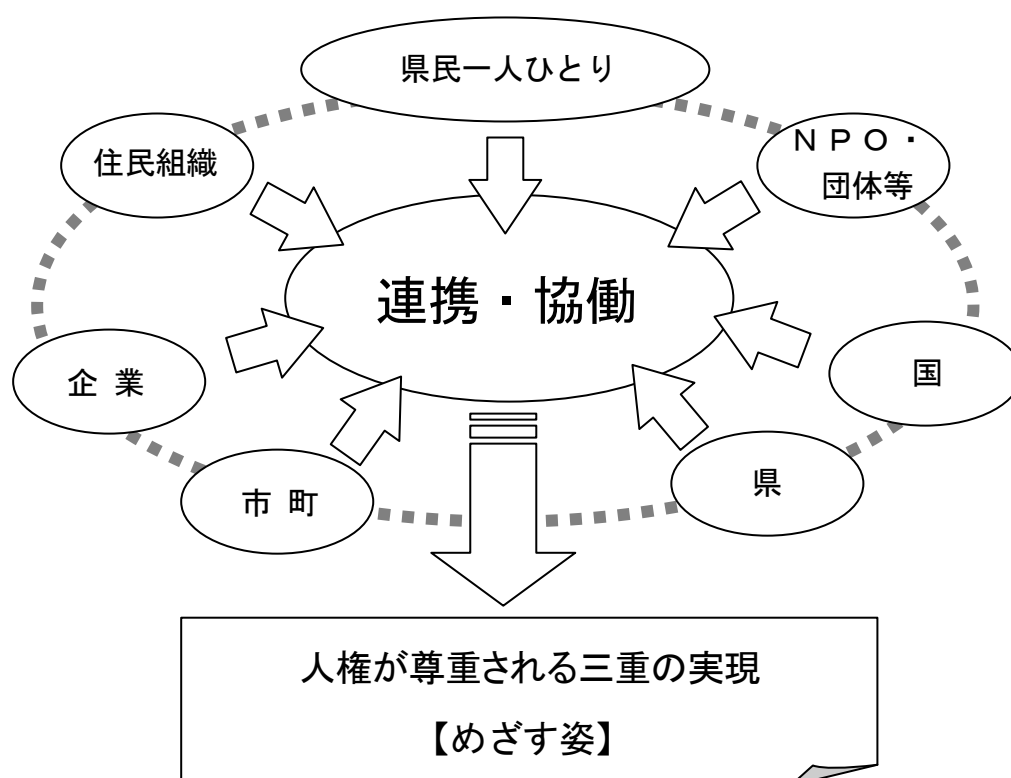 県民一人ひとり
住民組織
ＮＰＯ・
団体等
連携・協働
企 業
国
市 町
県
人権が尊重される三重の実現
【めざす姿】